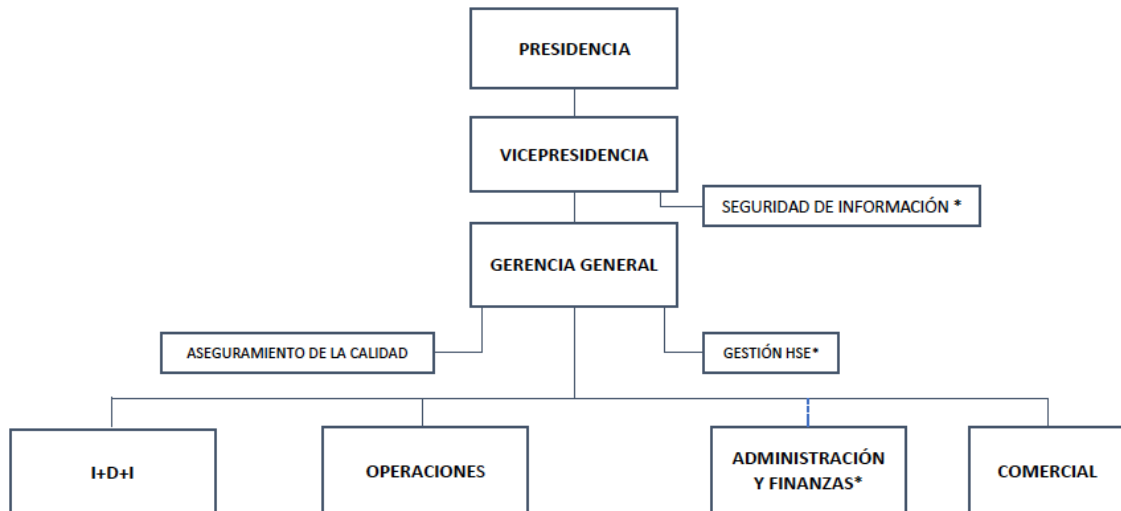 PRESIDENCIA
VICEPRESIDENCIA
SEGURIDAD DE INFORMACIÓN *
GERENCIA GENERAL
ASEGURAMIENTO DE LA CALIDAD
GESTIÓN HSE*
I+D+I
OPERACIONES
ADMINISTRACIÓN
Y FINANZAS*
COMERCIAL